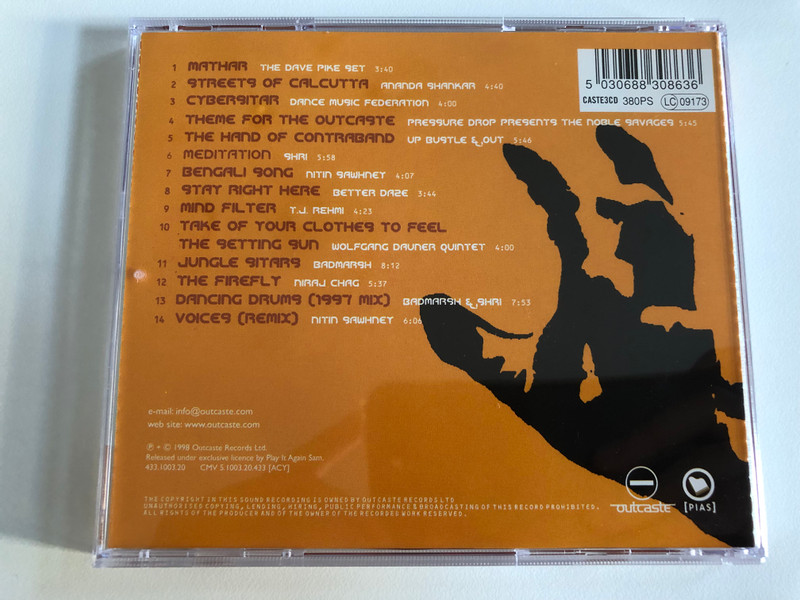 1 MATHAR THE DAVE PIKE SET 3:40
2 STREETS OF CALCUTTA ANANDA SHANKAR 4:40
3 CYBERSITAR DANCE MUSIC FEDERATION 4:00
4 THEME FOR THE OUTCASTE PRESSURE DROP PRESENTS THE NOBLE SAVAGES 5:45
5 THE HAND OF CONTRABAND UP BUSTLE & OUT 5:46
6 MEDITATION SHRI 5:58
7 BENGALI SONG NITIN SAWHNEY 4:07
8 STAY RIGHT HERE BETTER DAZE 3:44
9 MIND FILTER T.J. REHMI 4:23
10 TAKE OF YOUR CLOTHES TO FEEL
THE SETTING SUN WOLFGANG DAUNER QUINTET 4:00
11 JUNGLE SITARS BADMARSH 8:12
12 THE FIREFLY NIRAJ CHAG 5:37
13 DANCING DRUMS (1997 MIX) BADMARSH & SHRI 7:53
14 VOICES (REMIX) NITIN SAWHNEY 6:06
5 030688 308636
CASTE3CD 380PS LC 09173
e-mail: info@outcaste.com
web site: www.outcaste.com
℗ + © 1998 Outcaste Records Ltd.
Released under exclusive licence by Play It Again Sam.
433.1003.20 CMV 5.1003.20.433 [ACY]
THE COPYRIGHT IN THIS SOUND RECORDING IS OWNED BY OUTCASTE RECORDS LTD
UNAUTHORISED COPYING, LENDING, HIRING, PUBLIC PERFORMANCE & BROADCASTING OF THIS RECORD PROHIBITED.
ALL RIGHTS OF THE PRODUCER AND OF THE OWNER OF THE RECORDED WORK RESERVED.
outcaste [PIAS]